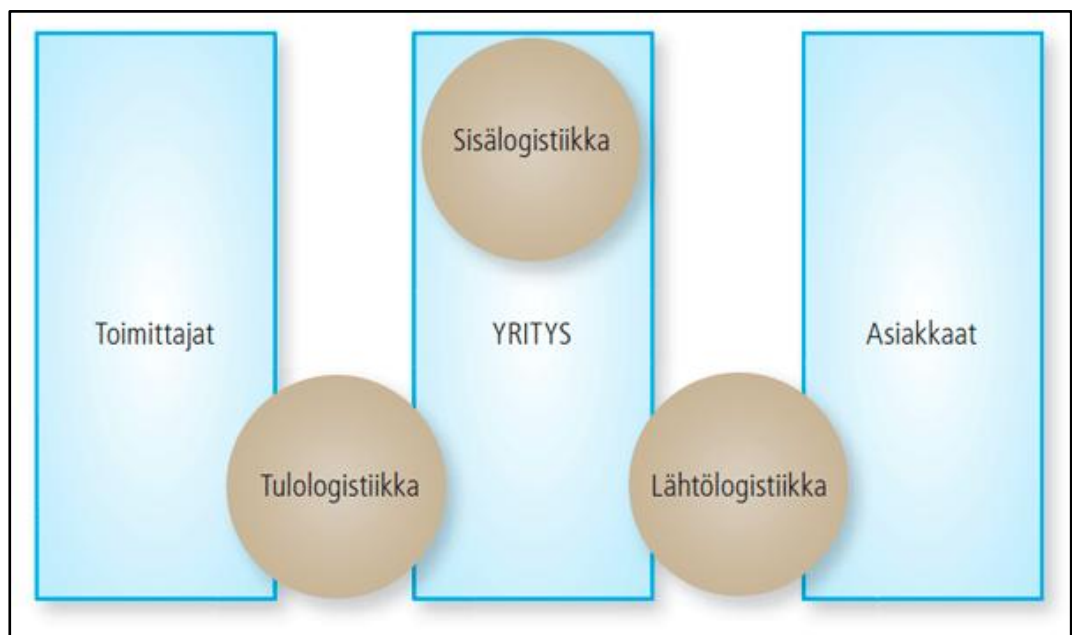 Sisälogistiikka
Toimittajat
YRITYS
Asiakkaat
Tulologistiikka
Lähtölogistiikka